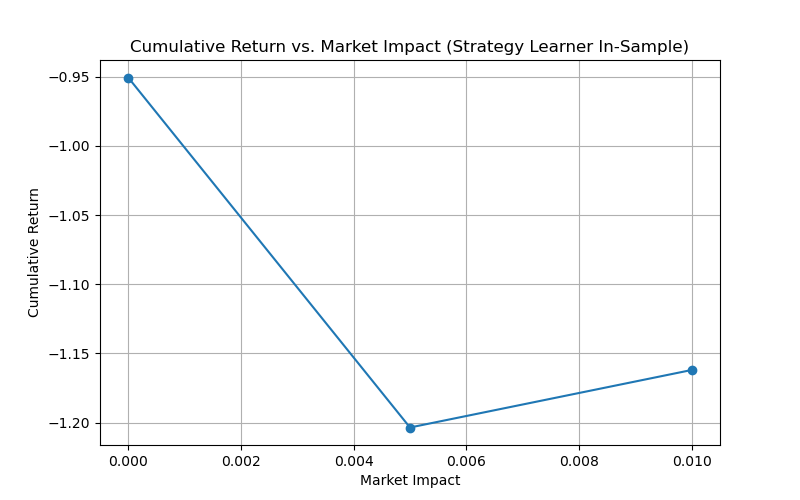 Cumulative Return vs. Market Impact (Strategy Learner In-Sample)
Cumulative Return
−0.95
−1.00
−1.05
−1.10
−1.15
−1.20
0.000 0.002 0.004 0.006 0.008 0.010
Market Impact